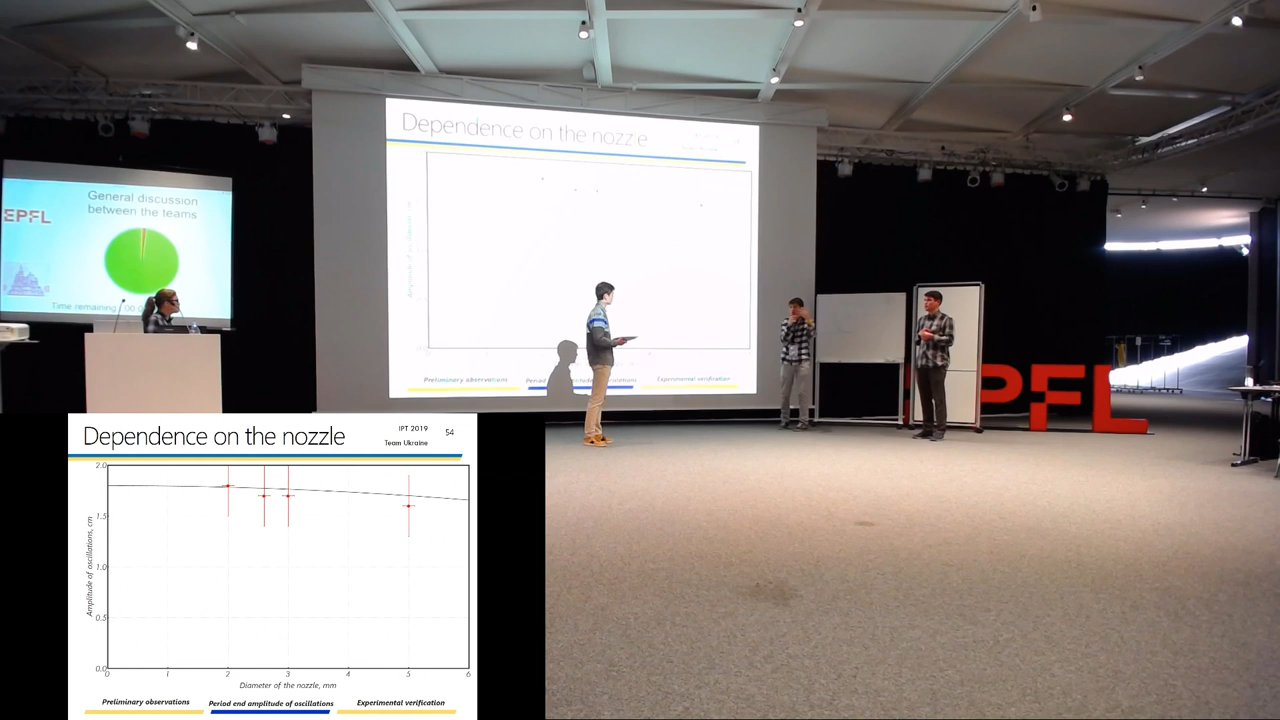 General discussion
between the teams
EPFL
Time remaining
Dependence on the nozzle
Preliminary observations
Experimental verification
PFL
Dependence on the nozzle
IPT 2019
54
Team Ukraine
Amplitude of oscillations, cm
2.0
1.5
1.0
0.5
0.0
0 1 2 3 4 5 6
Diameter of the nozzle, mm
Preliminary observations
Period end amplitude of oscillations
Experimental verification